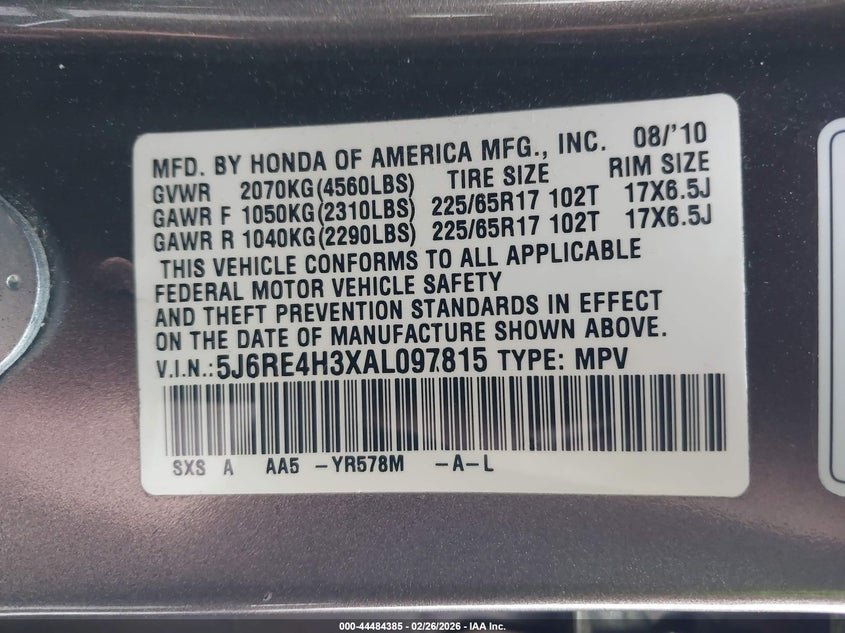 MFD. BY HONDA OF AMERICA MFG., INC. 08/'10
GVWR 2070KG(4560LBS) TIRE SIZE RIM SIZE
GAWR F 1050KG(2310LBS) 225/65R17 102T 17X6.5J
GAWR R 1040KG(2290LBS) 225/65R17 102T 17X6.5J
THIS VEHICLE CONFORMS TO ALL APPLICABLE
FEDERAL MOTOR VEHICLE SAFETY
AND THEFT PREVENTION STANDARDS IN EFFECT
ON THE DATE OF MANUFACTURE SHOWN ABOVE.
V.I.N.:5J6RE4H3XAL097815 TYPE: MPV
SXS A AA5 -YR578M -A-L
000-44484385 - 02/26/2026 - IAA Inc.